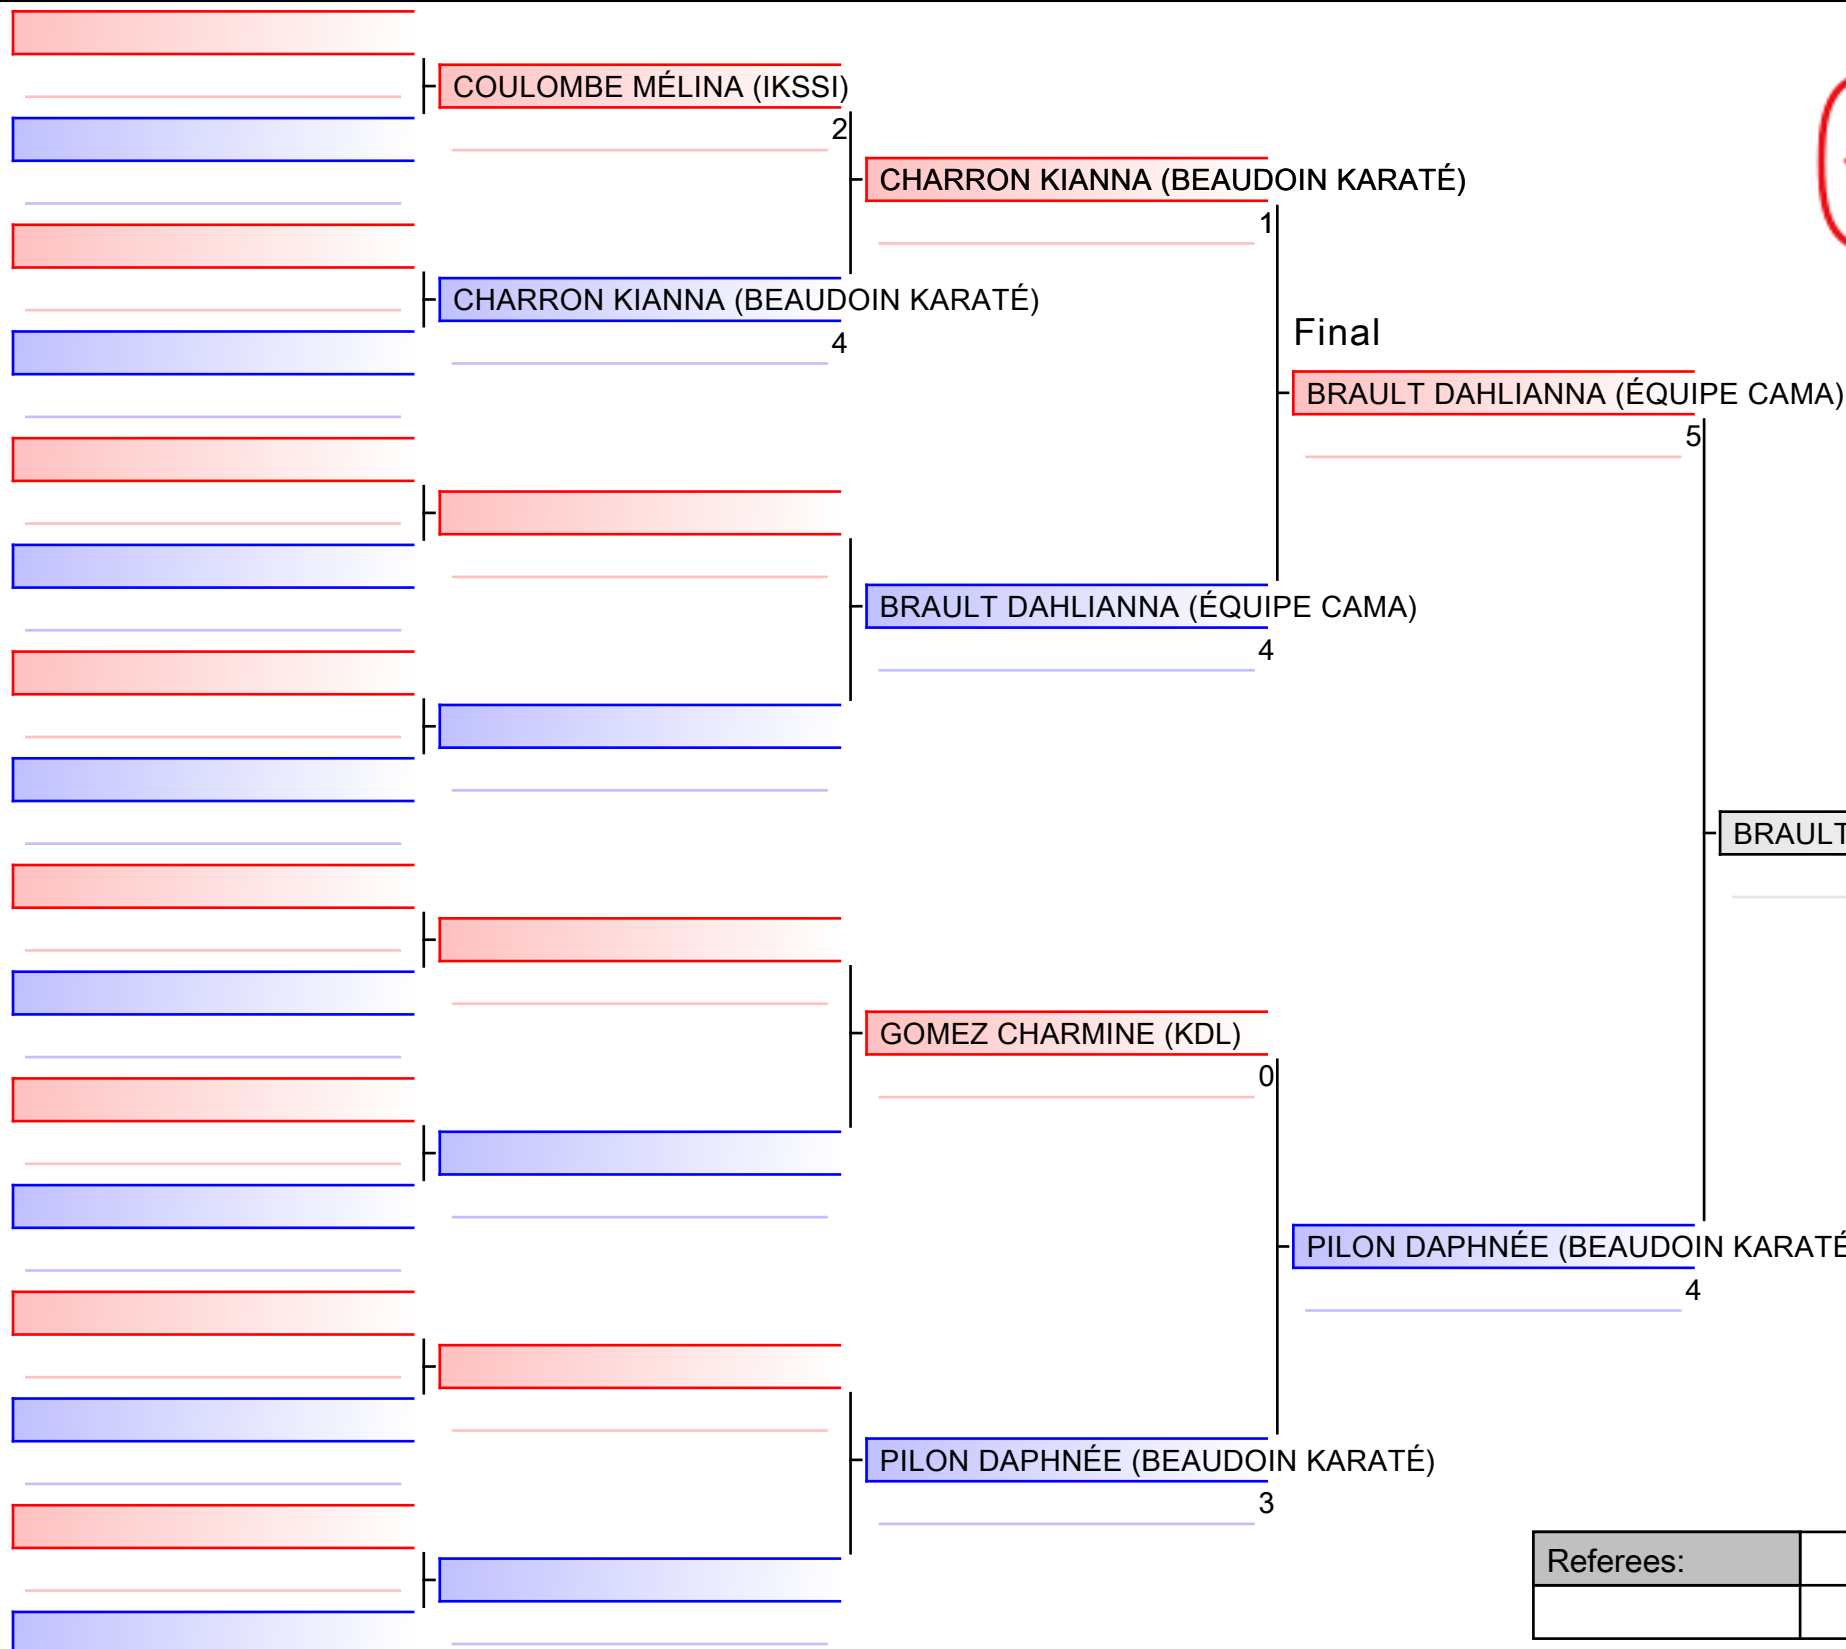 COULOMBE MÉLINA (IKSSI)
2
CHARRON KIANNA (BEAUDOIN KARATÉ)
1
CHARRON KIANNA (BEAUDOIN KARATÉ)
4
Final
BRAULT DAHLIANNA (ÉQUIPE CAMA)
5
BRAULT DAHLIANNA (ÉQUIPE CAMA)
4
BRAULT
GOMEZ CHARMINE (KDL)
0
PILON DAPHNÉE (BEAUDOIN KARATÉ
4
PILON DAPHNÉE (BEAUDOIN KARATÉ)
3
Referees: